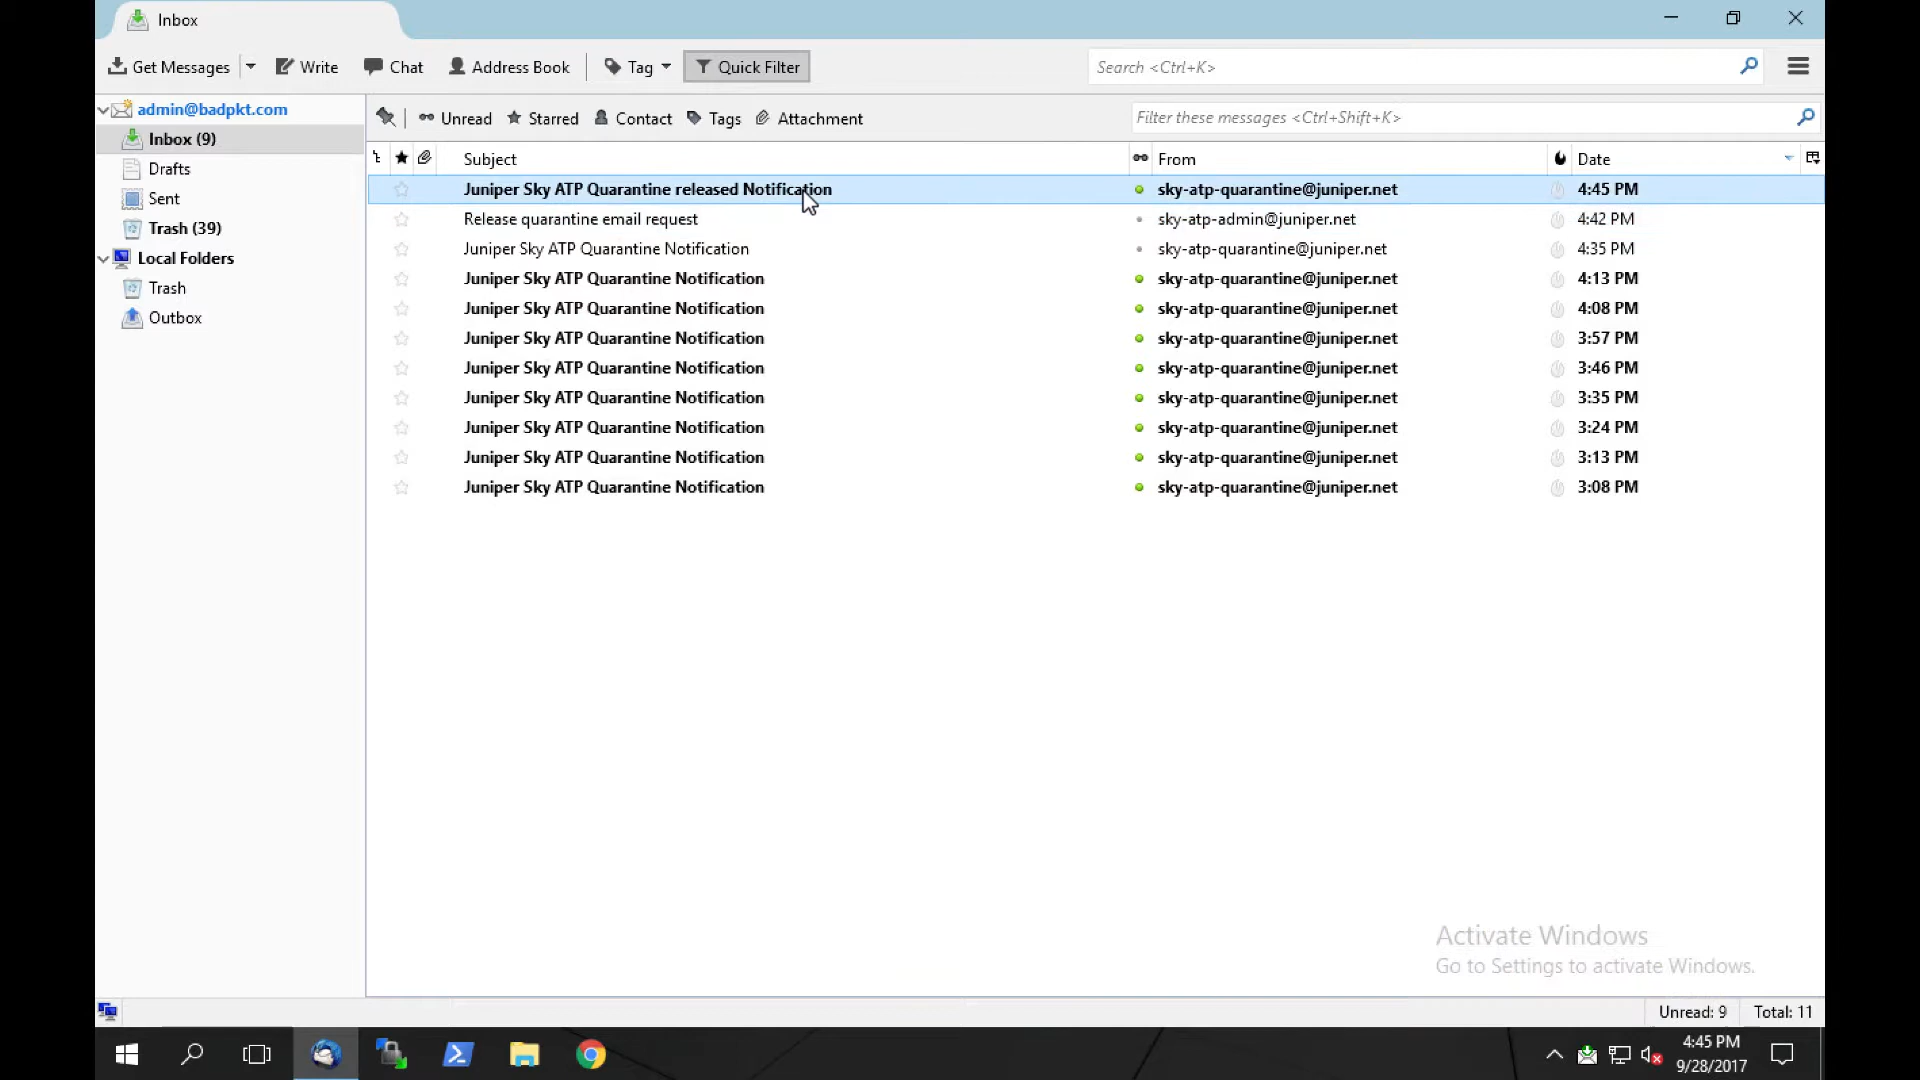 Inbox
Get Messages
Write
Chat
Address Book
Tag
Quick Filter
Search <Ctrl+K>
admin@badpkt.com
Inbox (9)
Drafts
Sent
Trash (39)
Local Folders
Trash
Outbox
Unread
Starred
Contact
Tags
Attachment
Filter these messages <Ctrl+Shift+K>
Subject From Date
Juniper Sky ATP Quarantine released Notification sky-atp-quarantine@juniper.net 4:45 PM
Release quarantine email request sky-atp-admin@juniper.net 4:42 PM
Juniper Sky ATP Quarantine Notification sky-atp-quarantine@juniper.net 4:35 PM
Juniper Sky ATP Quarantine Notification sky-atp-quarantine@juniper.net 4:13 PM
Juniper Sky ATP Quarantine Notification sky-atp-quarantine@juniper.net 4:08 PM
Juniper Sky ATP Quarantine Notification sky-atp-quarantine@juniper.net 3:57 PM
Juniper Sky ATP Quarantine Notification sky-atp-quarantine@juniper.net 3:46 PM
Juniper Sky ATP Quarantine Notification sky-atp-quarantine@juniper.net 3:35 PM
Juniper Sky ATP Quarantine Notification sky-atp-quarantine@juniper.net 3:24 PM
Juniper Sky ATP Quarantine Notification sky-atp-quarantine@juniper.net 3:13 PM
Juniper Sky ATP Quarantine Notification sky-atp-quarantine@juniper.net 3:08 PM
Activate Windows
Go to Settings to activate Windows.
Unread: 9 Total: 11
4:45 PM
9/28/2017